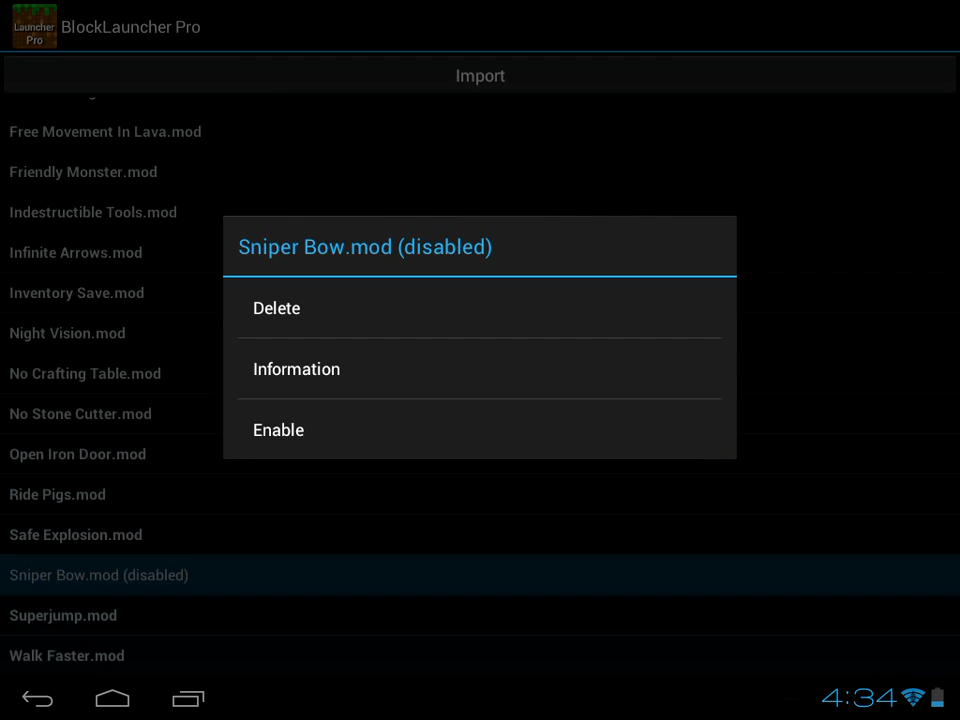 Launcher
Pro
BlockLauncher Pro
Import
Free Movement In Lava.mod
Friendly Monster.mod
Indestructible Tools.mod
Infinite Arrows.mod
Inventory Save.mod
Night Vision.mod
No Crafting Table.mod
No Stone Cutter.mod
Open Iron Door.mod
Ride Pigs.mod
Safe Explosion.mod
Sniper Bow.mod (disabled)
Superjump.mod
Walk Faster.mod
Sniper Bow.mod (disabled)
Delete
Information
Enable
4:34